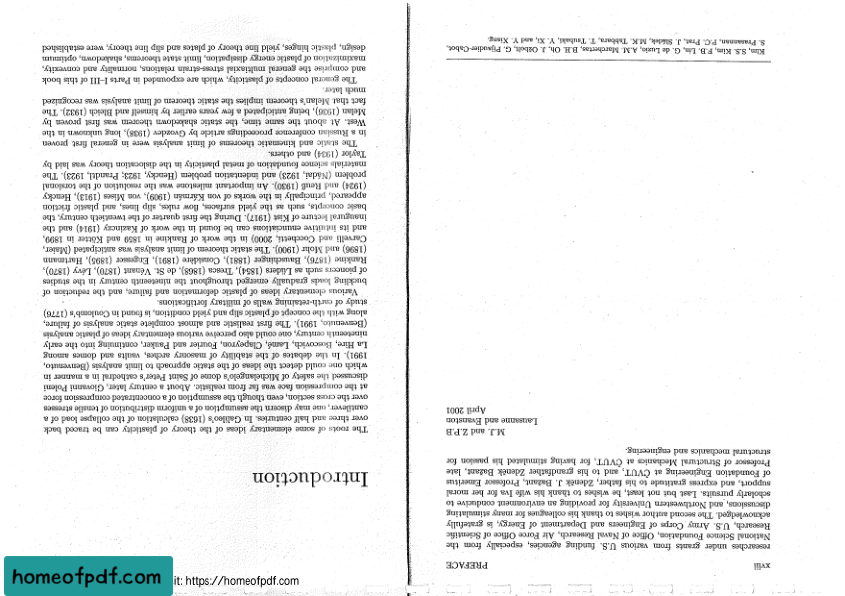 xviii PREFACE
researches under grants from various U.S. funding agencies, especially from the
National Science Foundation, Office of Naval Research, Air Force Office of Scientific
Research, U.S. Army Corps of Engineers and Department of Energy, is gratefully
acknowledged. The second author wishes to thank his colleagues for many stimulating
discussions, and Northwestern University for providing an environment conducive to
scholarly pursuits. Last but not least, he wishes to thank his wife Iva for her moral
support, and express gratitude to his father, Zdeněk J. Bažant, Professor Emeritus
of Foundation Engineering at ČVUT, and to his grandfather Zdeněk Bažant, late
Professor of Structural Mechanics at ČVUT, for having stimulated his passion for
structural mechanics and engineering.
M.J. and Z.P.B
Lausanne and Evanston
April 2001
Kim, S.S. Kim, F.B. Lin, G. de Luzio, A.M. Marchertas, B.H. Oh, J. Ožbolt, G. Pijaudier-Cabot,
S. Prasannan, P.C. Prat, J. Sládek, M.R. Tabbara, T. Tsubaki, Y. Xi, and Y. Xiang.
Introduction
The roots of some elementary ideas of the theory of plasticity can be traced back
over three and half centuries. In Galileo's (1638) calculation of the collapse load of a
cantilever, one may discern the assumption of a uniform distribution of tensile stresses
over the cross section, even though the assumption of a concentrated compression force
at the compression face was far from realistic. About a century later, Giovanni Poleni
discussed the safety of Michelangelo's dome of Saint Peter's cathedral in a manner in
which one could detect the ideas of the static approach to limit analysis (Benvenuto,
1991). In the debates of the stability of masonry arches, vaults and domes among
La Hire, Boscovich, Lamé, Clapeyron, Fourier and Pauker, continuing into the early
nineteenth century, one could also perceive various elementary ideas of plastic analysis
(Benvenuto, 1991). The first realistic and almost complete static analysis of failure,
along with the concept of plastic slip and yield condition, is found in Coulomb's (1776)
study of earth-retaining walls of military fortifications.
Various elementary ideas of plastic deformation and failure, and the reduction of
buckling loads gradually emerged throughout the nineteenth century in the studies
of pioneers such as Lüders (1854), Tresca (1868), de St. Vénant (1870), Lévy (1870),
Rankine (1876), Bauschinger (1881), Considère (1891), Engesser (1895), Hartmann
(1896) and Mohr (1900). The static theorem of limit analysis was anticipated (Maier,
Carvelli and Cocchetti, 2000) in the work of Rankine in 1859 and Kötter in 1899,
and its intuitive enunciations can be found in the work of Kazinczy (1914) and the
inaugural lecture of Kist (1917). During the first quarter of the twentieth century, the
basic concepts, such as the yield surfaces, flow rules, slip lines, and plastic friction
appeared, principally in the works of von Kármán (1909), von Mises (1913), Hencky
(1924) and Reuß (1930). An important milestone was the resolution of the torsional
problem (Nádai, 1923) and indentation problem (Hencky, 1923; Prandtl, 1923). The
materials science foundation of metal plasticity in the dislocation theory was laid by
Taylor (1934) and others.
The static and kinematic theorems of limit analysis were in general first proven
in a Russian conference proceedings article by Gvozdev (1938), long unknown in the
West. At about the same time, the static shakedown theorem was first proven by
Melan (1936), being anticipated a few years earlier by himself and Bleich (1932). The
fact that Melan's theorem implies the static theorem of limit analysis was recognized
much later.
The general concepts of plasticity, which are expounded in Parts I–III of this book
and comprise the general multiaxial stress-strain relations, normality and convexity,
maximization of plastic energy dissipation, limit state theorems, shakedown, optimum
design, plastic hinges, yield line theory of plates and slip line theory, were established
homeofpdf.com
it: https://homeofpdf.com